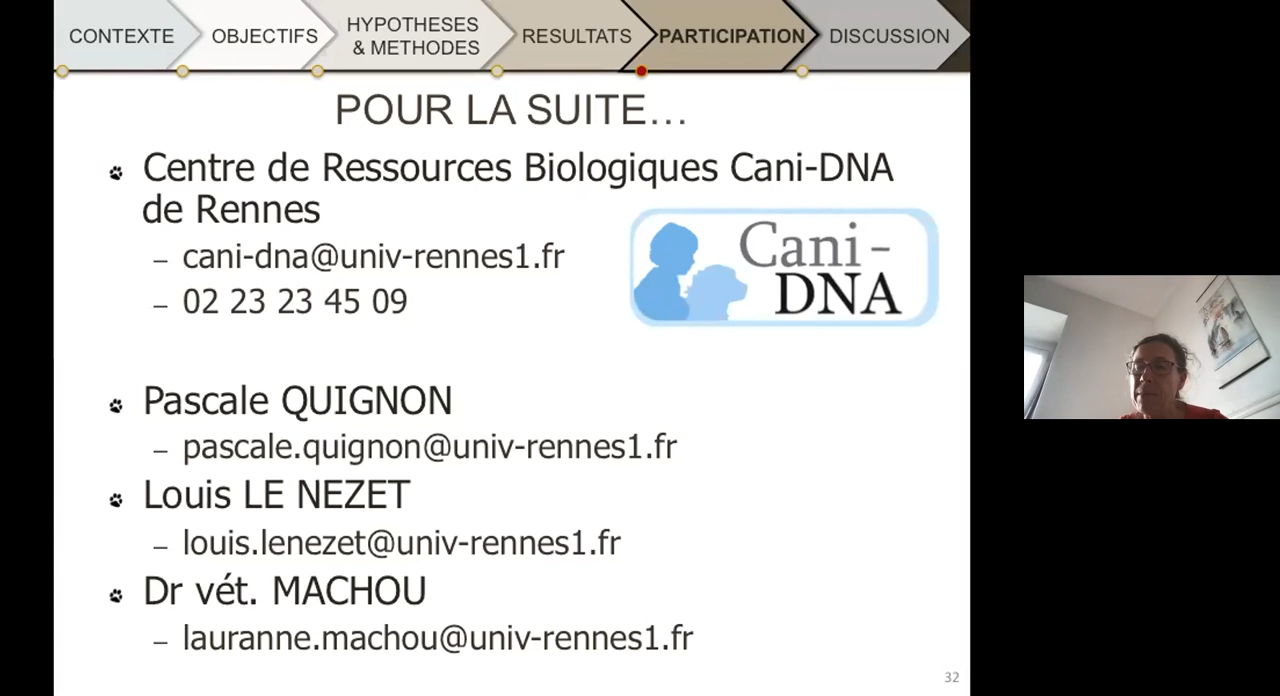 CONTEXTE
OBJECTIFS
HYPOTHESES
& METHODES
RESULTATS
PARTICIPATION
DISCUSSION
POUR LA SUITE…
Centre de Ressources Biologiques Cani-DNA
de Rennes
– cani-dna@univ-rennes1.fr
– 02 23 23 45 09
Cani-
DNA
Pascale QUIGNON
– pascale.quignon@univ-rennes1.fr
Louis LE NEZET
– louis.lenezet@univ-rennes1.fr
Dr vét. MACHOU
– lauranne.machou@univ-rennes1.fr
32